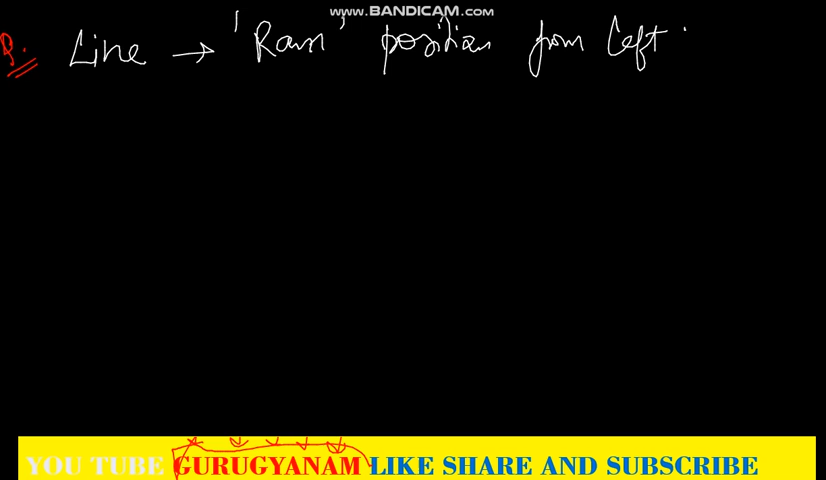 WWW.BANDICAM.COM
Q. Line → 'Ram' position from left
YOU TUBE GURUGYANAM LIKE SHARE AND SUBSCRIBE